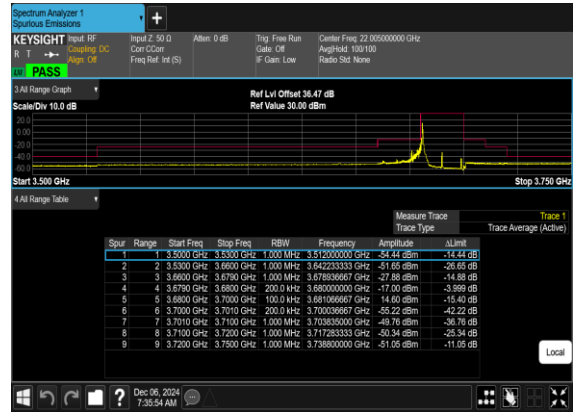 Spectrum Analyzer 1
Spurious Emissions
+
KEYSIGHT Input: RF Input Z: 50 Ω Atten: 0 dB Trig: Free Run Center Freq: 22.005000000 GHz
R T Coupling: DC Corr CCorr Gate: Off Avg|Hold: 100/100
Align: Off Freq Ref: Int (S) IF Gain: Low Radio Std: None
PASS
3 All Range Graph Ref Lvl Offset 36.47 dB
Scale/Div 10.0 dB Ref Value 30.00 dBm
20.0
0.00
-20.0
-40.0
-60.0
Start 3.500 GHz Stop 3.750 GHz
4 All Range Table
Measure Trace Trace 1
Trace Type Trace Average (Active)
Spur Range Start Freq Stop Freq RBW Frequency Amplitude ΔLimit
1 1 3.5000 GHz 3.5300 GHz 1.000 MHz 3.512000000 GHz -54.44 dBm -14.44 dB
2 2 3.5300 GHz 3.6600 GHz 1.000 MHz 3.642233333 GHz -51.65 dBm -26.65 dB
3 3 3.6600 GHz 3.6790 GHz 1.000 MHz 3.678936667 GHz -27.88 dBm -14.88 dB
4 4 3.6790 GHz 3.6800 GHz 200.0 kHz 3.680000000 GHz -17.00 dBm -3.999 dB
5 5 3.6800 GHz 3.7000 GHz 100.0 kHz 3.681066667 GHz 14.60 dBm -15.40 dB
6 6 3.7000 GHz 3.7010 GHz 200.0 kHz 3.700036667 GHz -55.22 dBm -42.22 dB
7 7 3.7010 GHz 3.7100 GHz 1.000 MHz 3.703835000 GHz -49.76 dBm -36.76 dB
8 8 3.7100 GHz 3.7200 GHz 1.000 MHz 3.717283333 GHz -50.34 dBm -25.34 dB
9 9 3.7200 GHz 3.7500 GHz 1.000 MHz 3.738800000 GHz -51.05 dBm -11.05 dB
Local
? Dec 06, 2024
7:35:54 AM